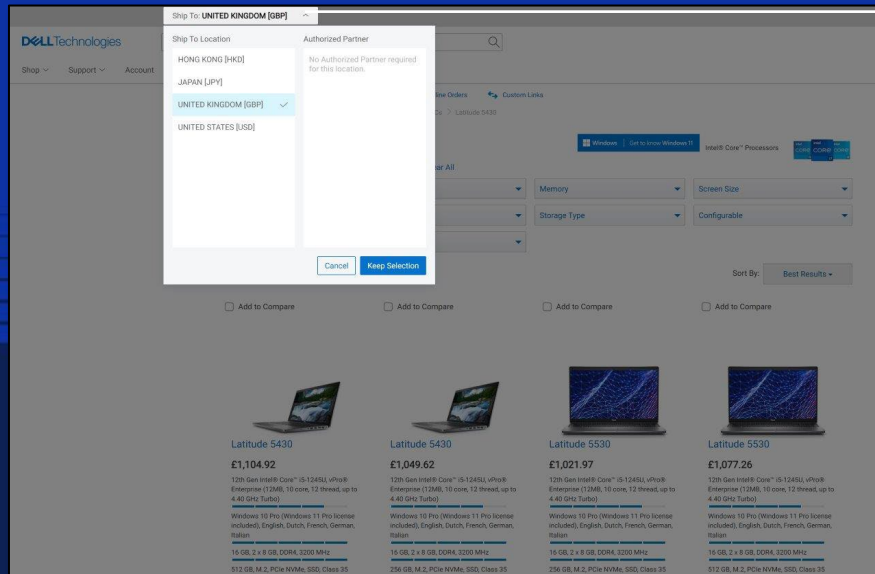 Ship To: UNITED KINGDOM [GBP]
Ship To Location
Authorized Partner
HONG KONG [HKD]
JAPAN [JPY]
UNITED KINGDOM [GBP]
UNITED STATES [USD]
No Authorized Partner required
for this location.
Cancel
Keep Selection
DELLTechnologies
Shop
Support
Account
Orders
Custom Links
Latitude 5430
Windows
Get to know Windows 11
Intel® Core™ Processors
All
Memory
Screen Size
Storage Type
Configurable
Sort By:
Best Results
Add to Compare
Add to Compare
Add to Compare
Add to Compare
Latitude 5430
£1,104.92
12th Gen Intel® Core™ i5-1245U, vPro®
Enterprise (12MB, 10 core, 12 thread, up to
4.40 GHz Turbo)
Windows 10 Pro (Windows 11 Pro license
included), English, Dutch, French, German,
Italian
16 GB, 2 x 8 GB, DDR4, 3200 MHz
512 GB, M.2, PCIe NVMe, SSD, Class 35
Latitude 5430
£1,049.62
12th Gen Intel® Core™ i5-1245U, vPro®
Enterprise (12MB, 10 core, 12 thread, up to
4.40 GHz Turbo)
Windows 10 Pro (Windows 11 Pro license
included), English, Dutch, French, German,
Italian
16 GB, 2 x 8 GB, DDR4, 3200 MHz
256 GB, M.2, PCIe NVMe, SSD, Class 35
Latitude 5530
£1,021.97
12th Gen Intel® Core™ i5-1245U, vPro®
Enterprise (12MB, 10 core, 12 thread, up to
4.40 GHz Turbo)
Windows 10 Pro (Windows 11 Pro license
included), English, Dutch, French, German,
Italian
16 GB, 2 x 8 GB, DDR4, 3200 MHz
256 GB, M.2, PCIe NVMe, SSD, Class 35
Latitude 5530
£1,077.26
12th Gen Intel® Core™ i5-1245U, vPro®
Enterprise (12MB, 10 core, 12 thread, up to
4.40 GHz Turbo)
Windows 10 Pro (Windows 11 Pro license
included), English, Dutch, French, German,
Italian
16 GB, 2 x 8 GB, DDR4, 3200 MHz
512 GB, M.2, PCIe NVMe, SSD, Class 35